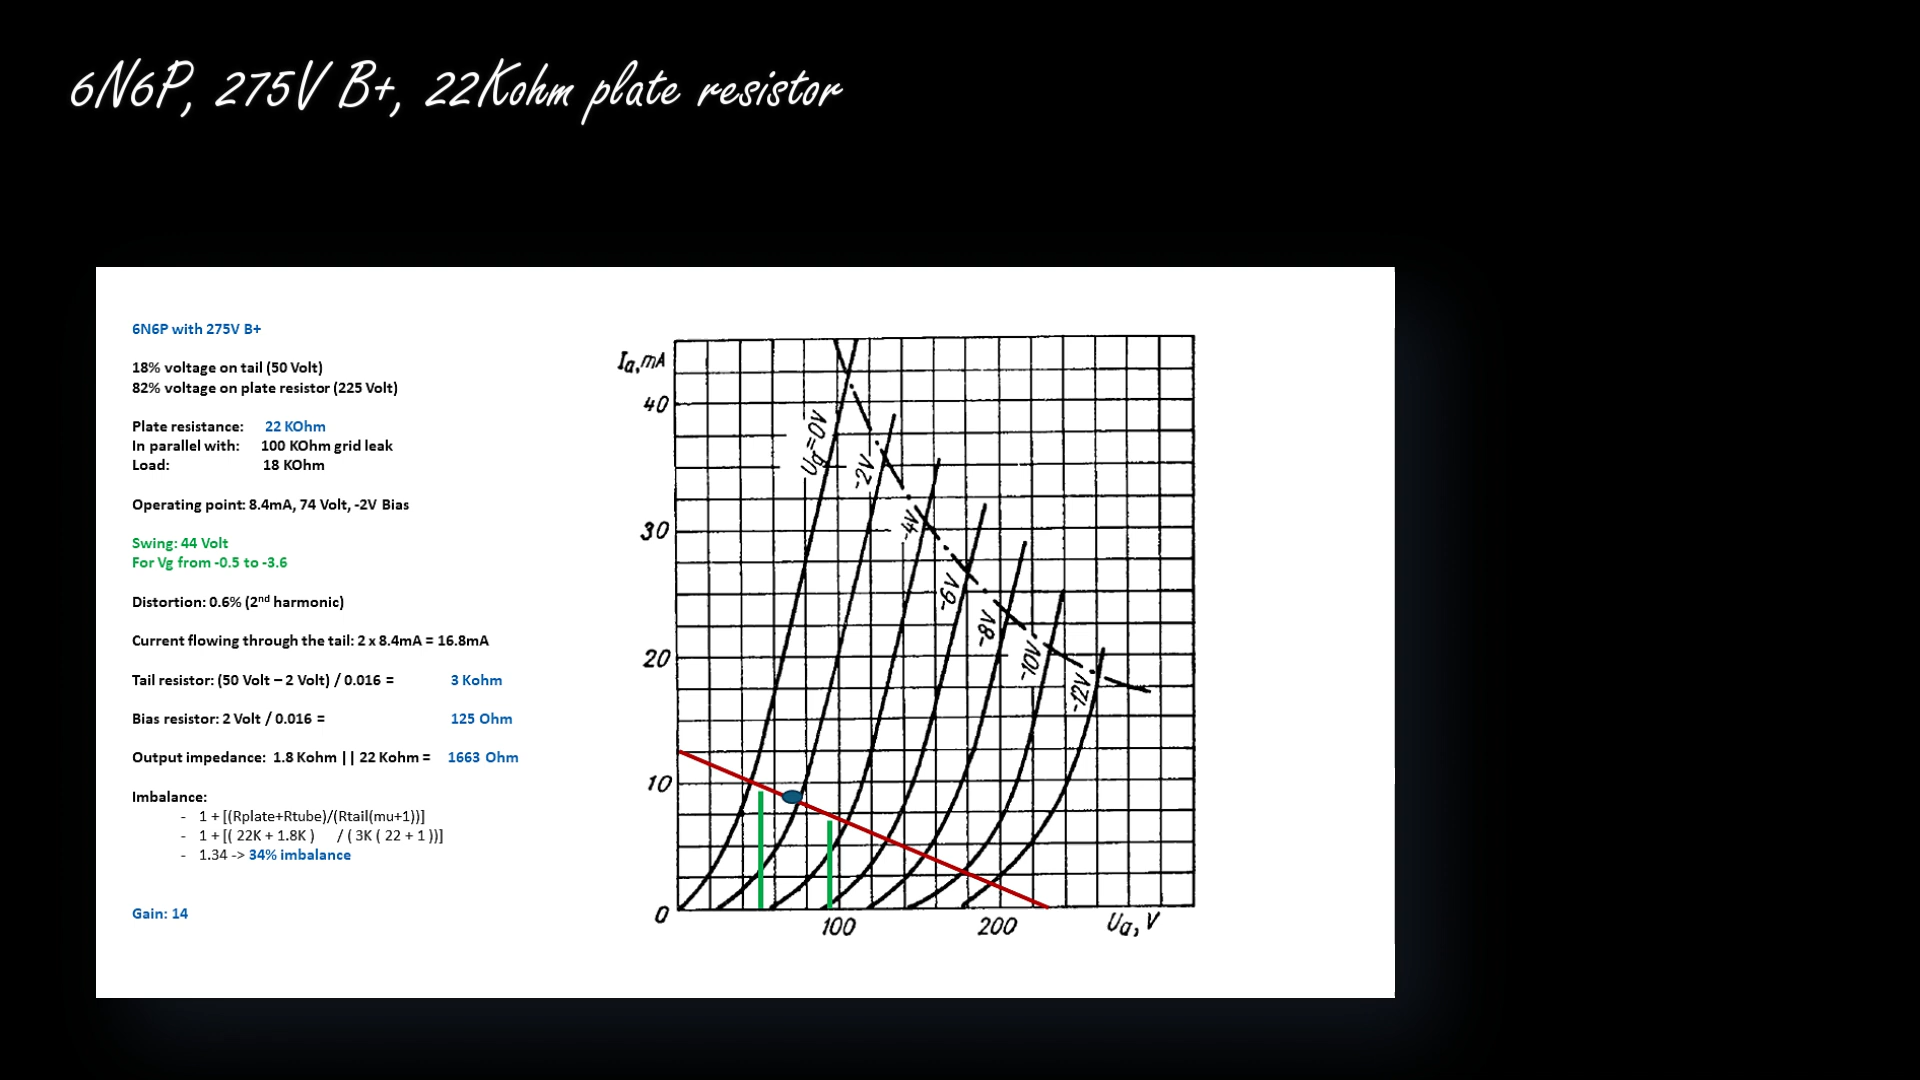 6N6P, 275V B+, 22Kohm plate resistor
6N6P with 275V B+
18% voltage on tail (50 Volt)
82% voltage on plate resistor (225 Volt)
Plate resistance: 22 KOhm
In parallel with: 100 KOhm grid leak
Load: 18 KOhm
Operating point: 8.4mA, 74 Volt, -2V Bias
Swing: 44 Volt
For Vg from -0.5 to -3.6
Distortion: 0.6% (2nd harmonic)
Current flowing through the tail: 2 x 8.4mA = 16.8mA
Tail resistor: (50 Volt – 2 Volt) / 0.016 = 3 Kohm
Bias resistor: 2 Volt / 0.016 = 125 Ohm
Output impedance: 1.8 Kohm || 22 Kohm = 1663 Ohm
Imbalance:
- 1 + [(Rplate+Rtube)/(Rtail(mu+1))]
- 1 + [( 22K + 1.8K ) / ( 3K ( 22 + 1 ))]
- 1.34 -> 34% imbalance
Gain: 14
Ia, mA
40
30
20
10
0
100
200
Ua, V
Ug=0V
-2V
-4V
-6V
-8V
-10V
-12V